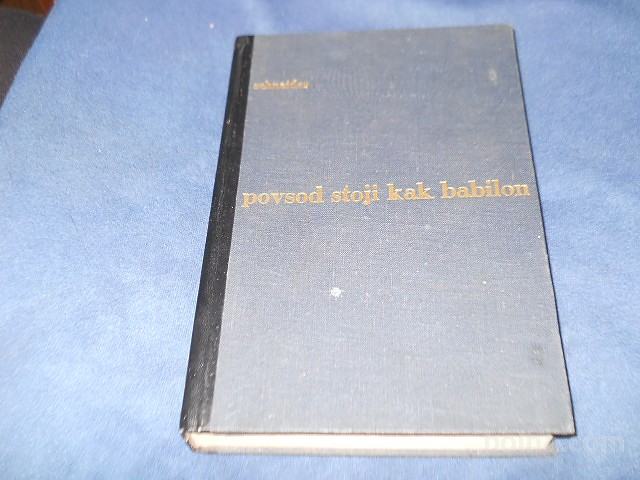 schneider
povsod stoji kak babilon